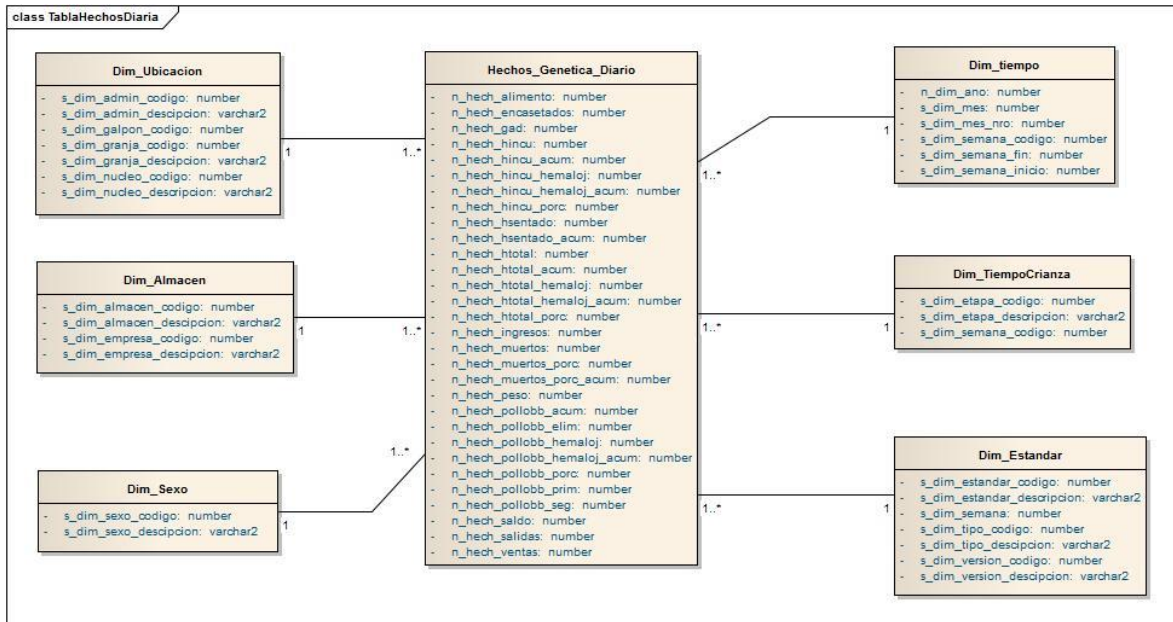 class TablaHechosDiaria
Dim_Ubicacion
- s_dim_admin_codigo: number
- s_dim_admin_descipcion: varchar2
- s_dim_galpon_codigo: number
- s_dim_granja_codigo: number
- s_dim_granja_descipcion: varchar2
- s_dim_nucleo_codigo: number
- s_dim_nucleo_descipcion: varchar2
1
1..*
Dim_Almacen
- s_dim_almacen_codigo: number
- s_dim_almacen_descipcion: varchar2
- s_dim_empresa_codigo: number
- s_dim_empresa_descipcion: varchar2
1
1..*
Dim_Sexo
- s_dim_sexo_codigo: number
- s_dim_sexo_descipcion: varchar2
1
1..*
Hechos_Genetica_Diario
- n_hech_alimento: number
- n_hech_encasetados: number
- n_hech_gad: number
- n_hech_hincu: number
- n_hech_hincu_acum: number
- n_hech_hincu_hemaloj: number
- n_hech_hincu_hemaloj_acum: number
- n_hech_hincu_porc: number
- n_hech_hsentado: number
- n_hech_hsentado_acum: number
- n_hech_htotal: number
- n_hech_htotal_acum: number
- n_hech_htotal_hemaloj: number
- n_hech_htotal_hemaloj_acum: number
- n_hech_htotal_porc: number
- n_hech_ingresos: number
- n_hech_muertos: number
- n_hech_muertos_porc: number
- n_hech_muertos_porc_acum: number
- n_hech_peso: number
- n_hech_pollobb_acum: number
- n_hech_pollobb_elim: number
- n_hech_pollobb_hemaloj: number
- n_hech_pollobb_hemaloj_acum: number
- n_hech_pollobb_porc: number
- n_hech_pollobb_prim: number
- n_hech_pollobb_seg: number
- n_hech_saldo: number
- n_hech_salidas: number
- n_hech_ventas: number
Dim_tiempo
- n_dim_ano: number
- s_dim_mes: number
- s_dim_mes_nro: number
- s_dim_semana_codigo: number
- s_dim_semana_fin: number
- s_dim_semana_inicio: number
1
1..*
Dim_TiempoCrianza
- s_dim_etapa_codigo: number
- s_dim_etapa_descripcion: varchar2
- s_dim_semana_codigo: number
1..*
1
Dim_Estandar
- s_dim_estandar_codigo: number
- s_dim_estandar_descripcion: varchar2
- s_dim_semana: number
- s_dim_tipo_codigo: number
- s_dim_tipo_descipcion: varchar2
- s_dim_version_codigo: number
- s_dim_version_descipcion: varchar2
1..*
1